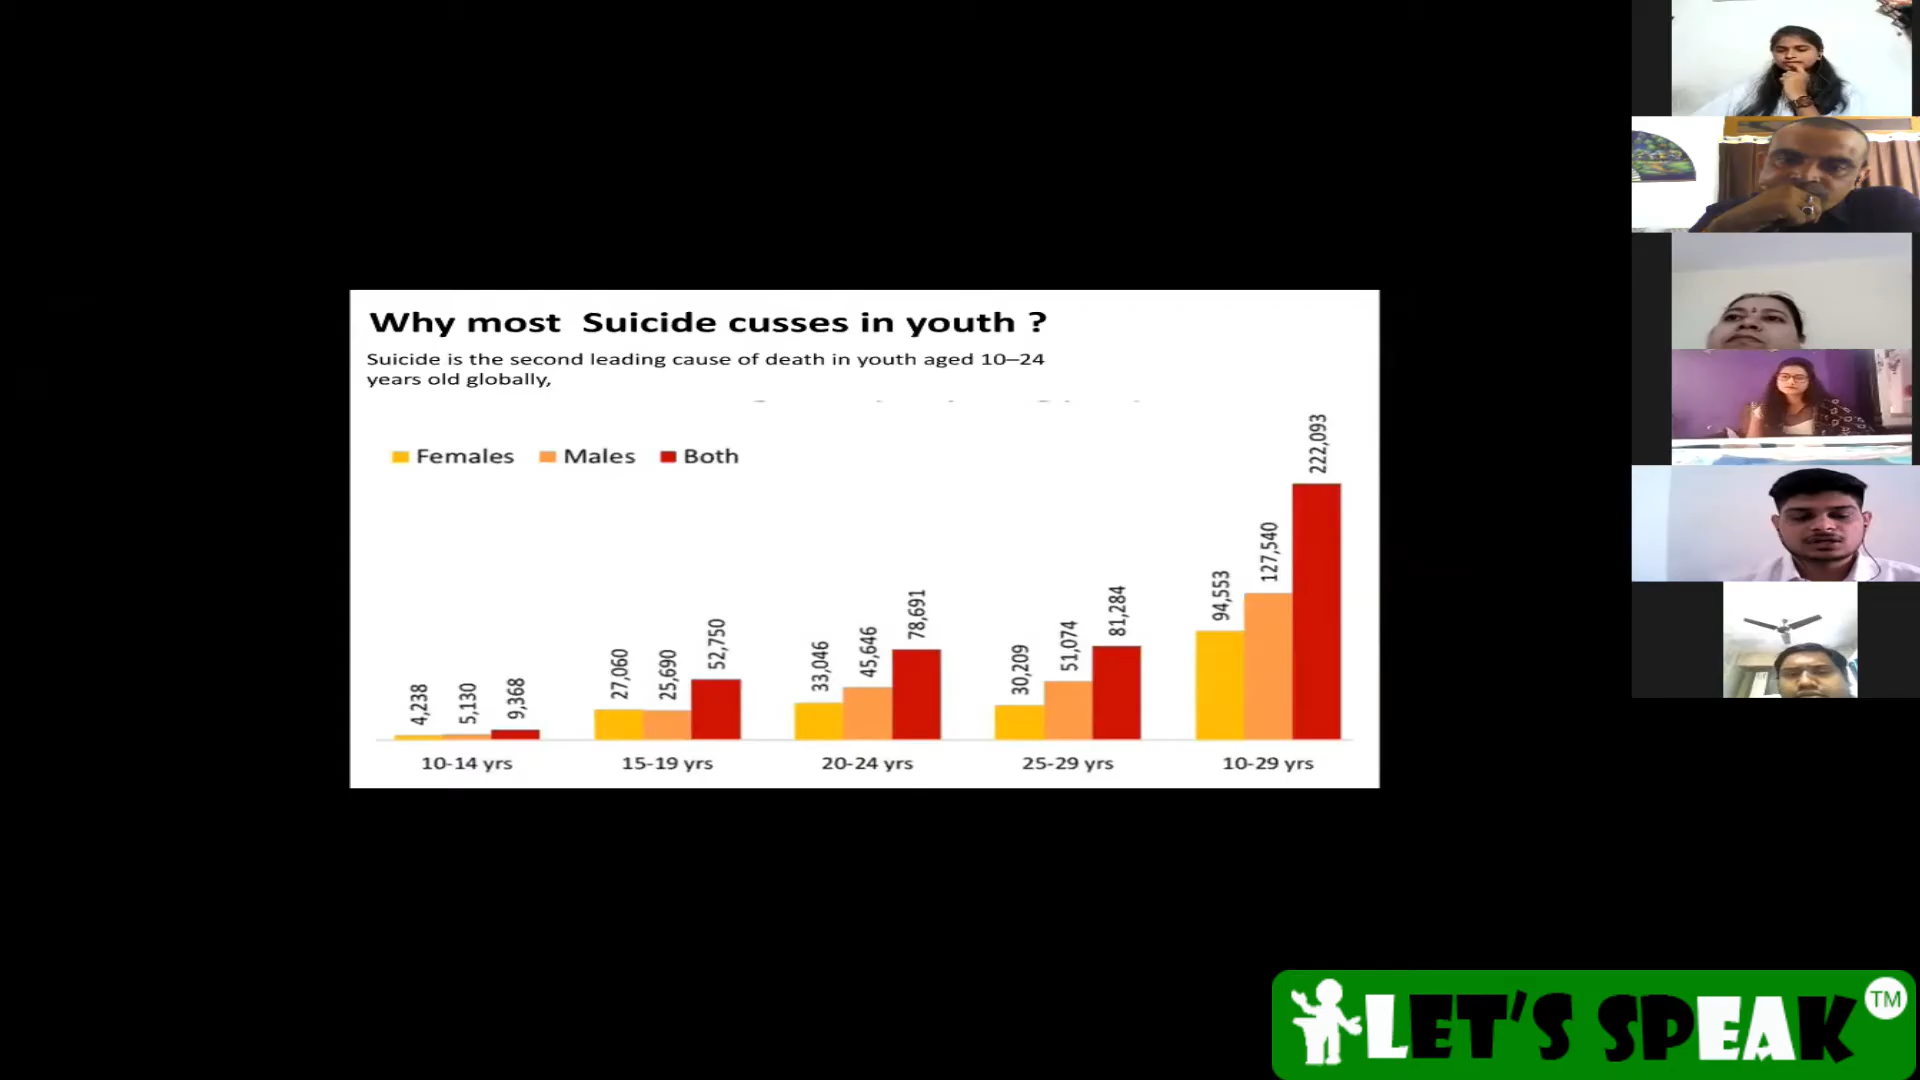 Why most Suicide cusses in youth ?
Suicide is the second leading cause of death in youth aged 10–24
years old globally,
Females Males Both
4,238 5,130 9,368
27,060 25,690 52,750
33,046 45,646 78,691
30,209 51,074 81,284
94,553 127,540 222,093
10-14 yrs 15-19 yrs 20-24 yrs 25-29 yrs 10-29 yrs
LET'S SPEAK TM